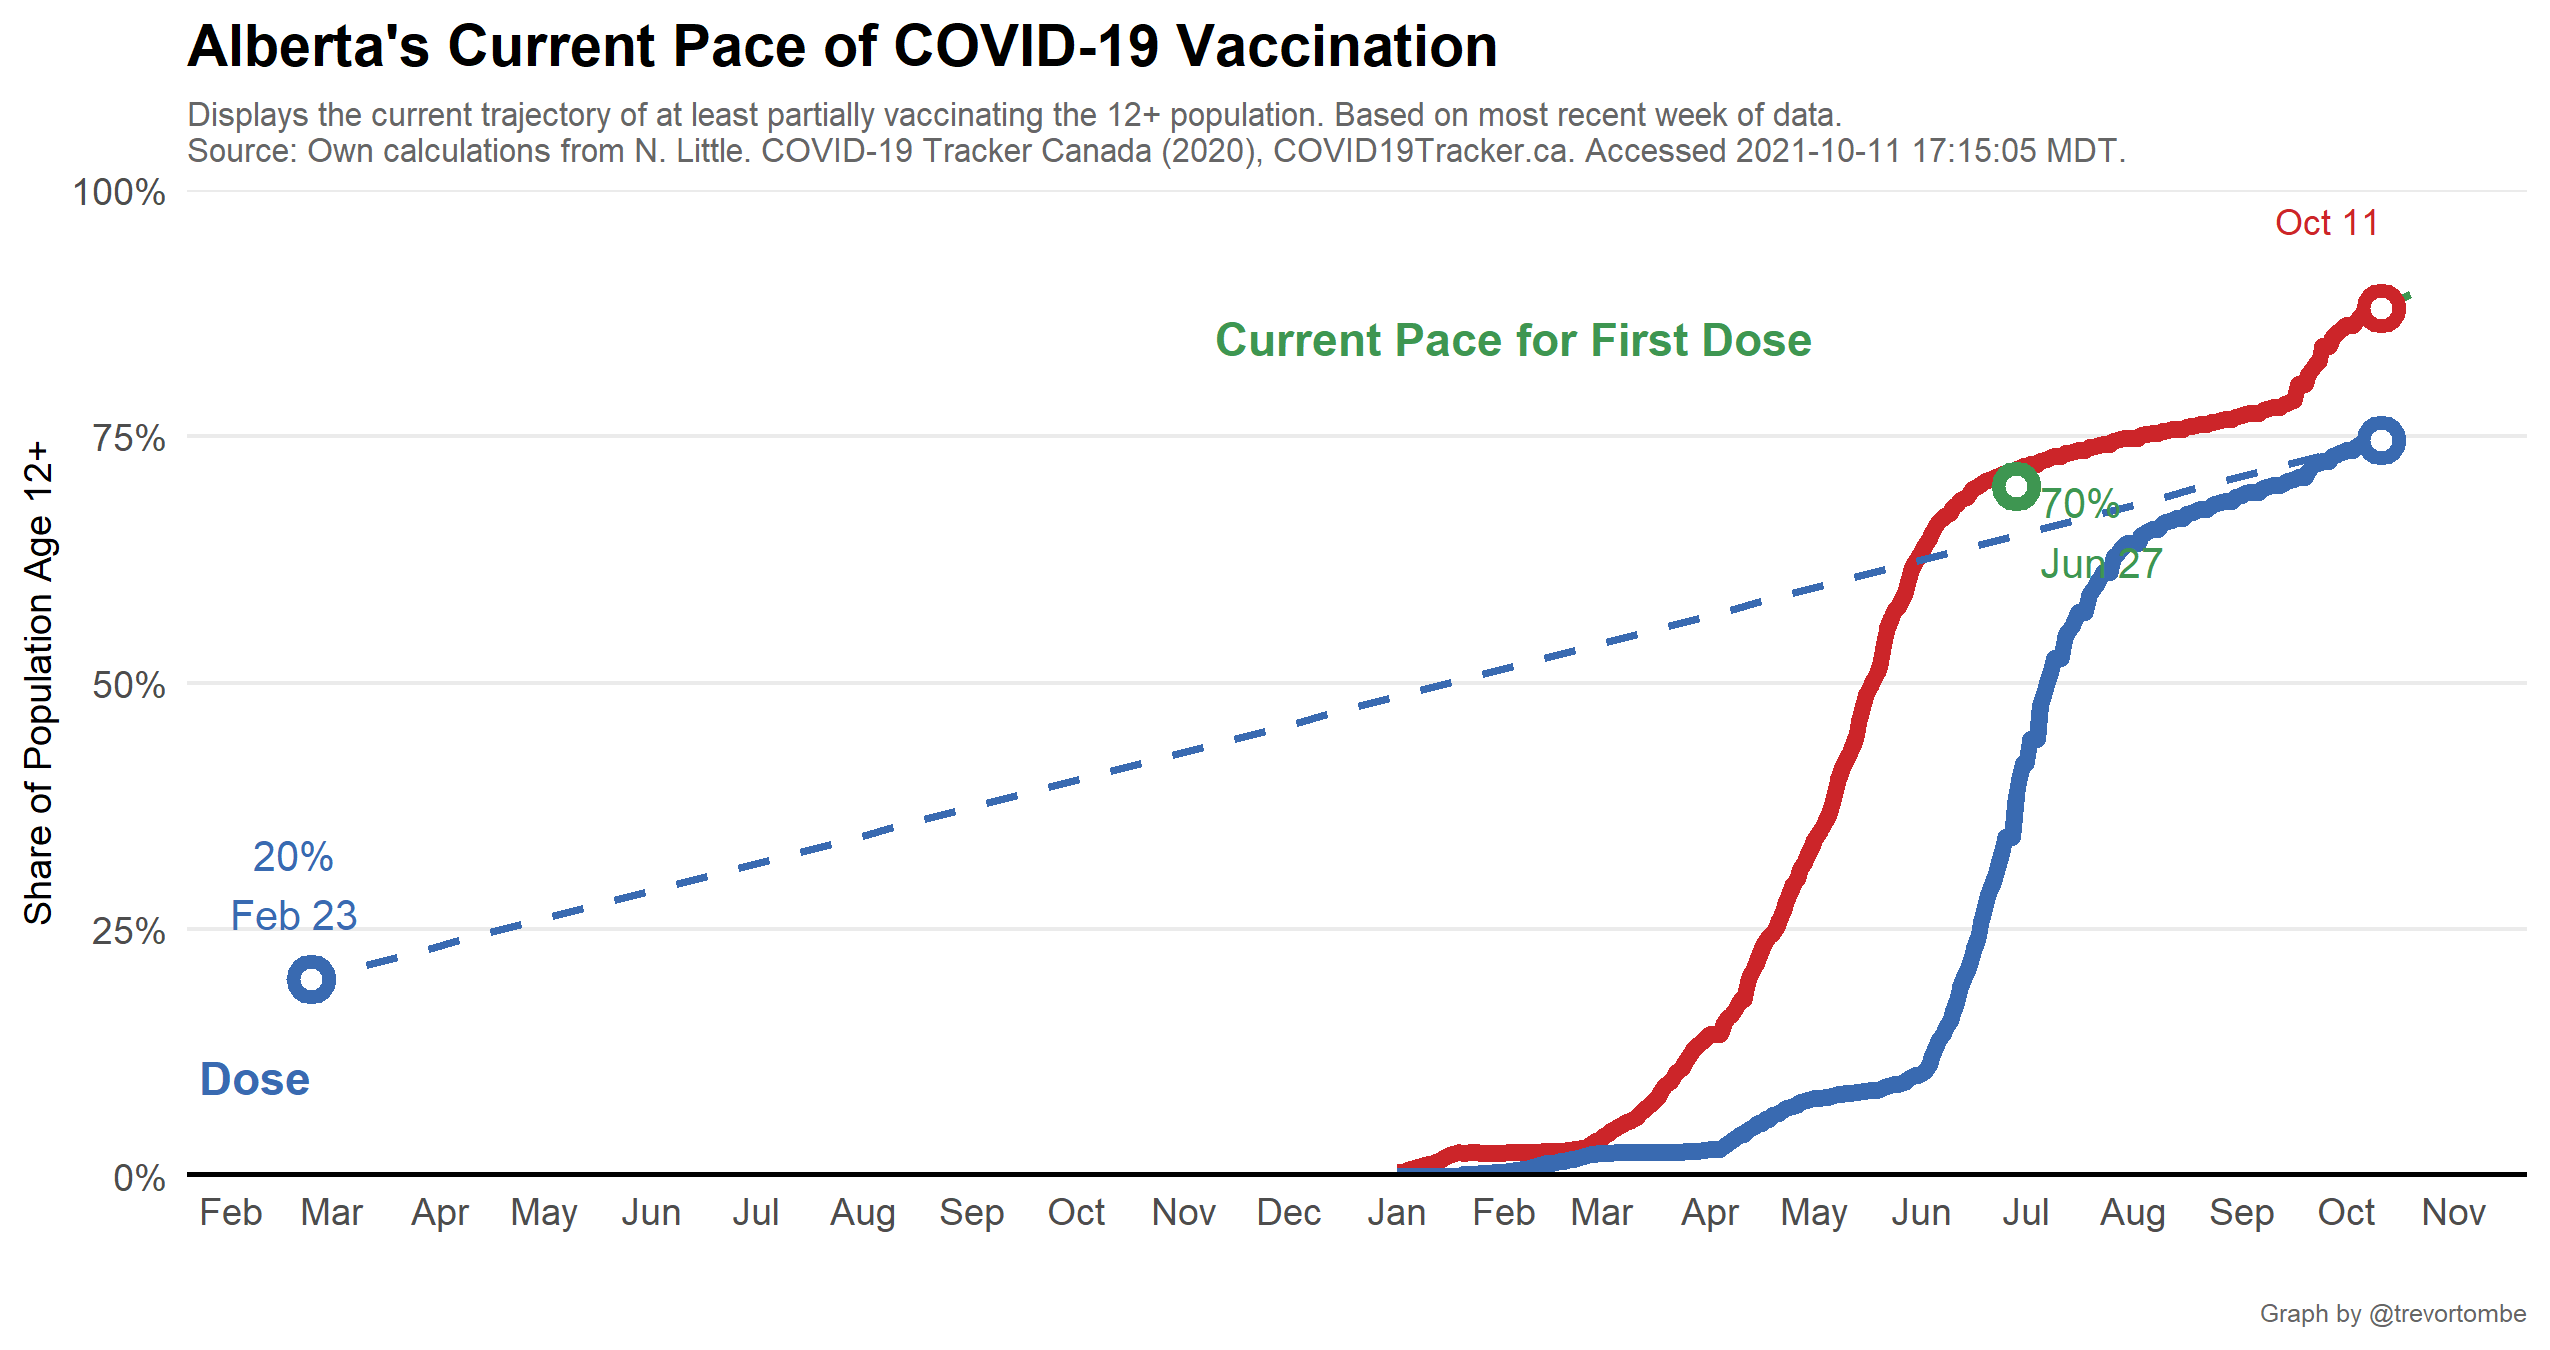 Alberta's Current Pace of COVID-19 Vaccination
Displays the current trajectory of at least partially vaccinating the 12+ population. Based on most recent week of data.
Source: Own calculations from N. Little. COVID-19 Tracker Canada (2020), COVID19Tracker.ca. Accessed 2021-10-11 17:15:05 MDT.
Share of Population Age 12+
100%
75%
50%
25%
0%
Oct 11
Current Pace for First Dose
70%
Jun 27
20%
Feb 23
Dose
Feb Mar Apr May Jun Jul Aug Sep Oct Nov Dec Jan Feb Mar Apr May Jun Jul Aug Sep Oct Nov
Graph by @trevortombe